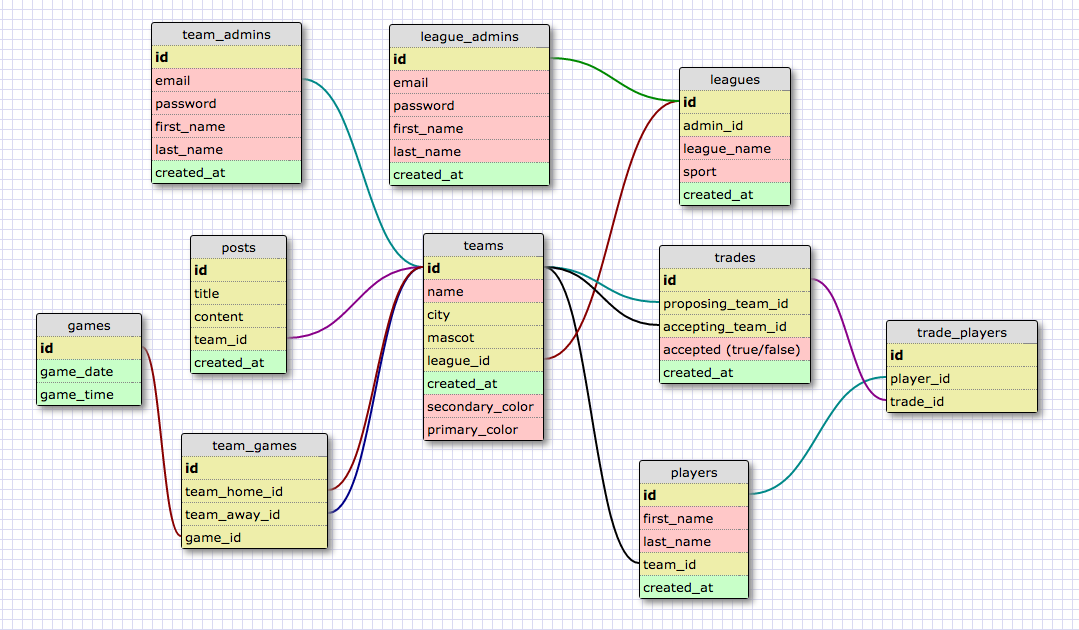 team_admins
id
email
password
first_name
last_name
created_at
league_admins
id
email
password
first_name
last_name
created_at
leagues
id
admin_id
league_name
sport
created_at
posts
id
title
content
team_id
created_at
teams
id
name
city
mascot
league_id
created_at
secondary_color
primary_color
trades
id
proposing_team_id
accepting_team_id
accepted (true/false)
created_at
games
id
game_date
game_time
trade_players
id
player_id
trade_id
team_games
id
team_home_id
team_away_id
game_id
players
id
first_name
last_name
team_id
created_at